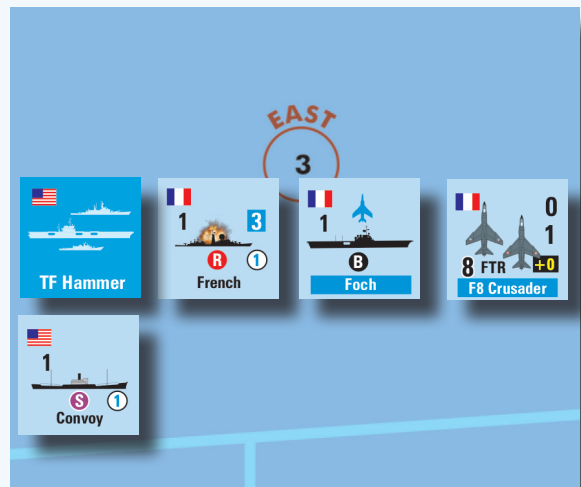 EAST
3
TF Hammer
1
3
R
1
French
1
B
Foch
0
1
8 FTR +0
F8 Crusader
1
S
1
Convoy